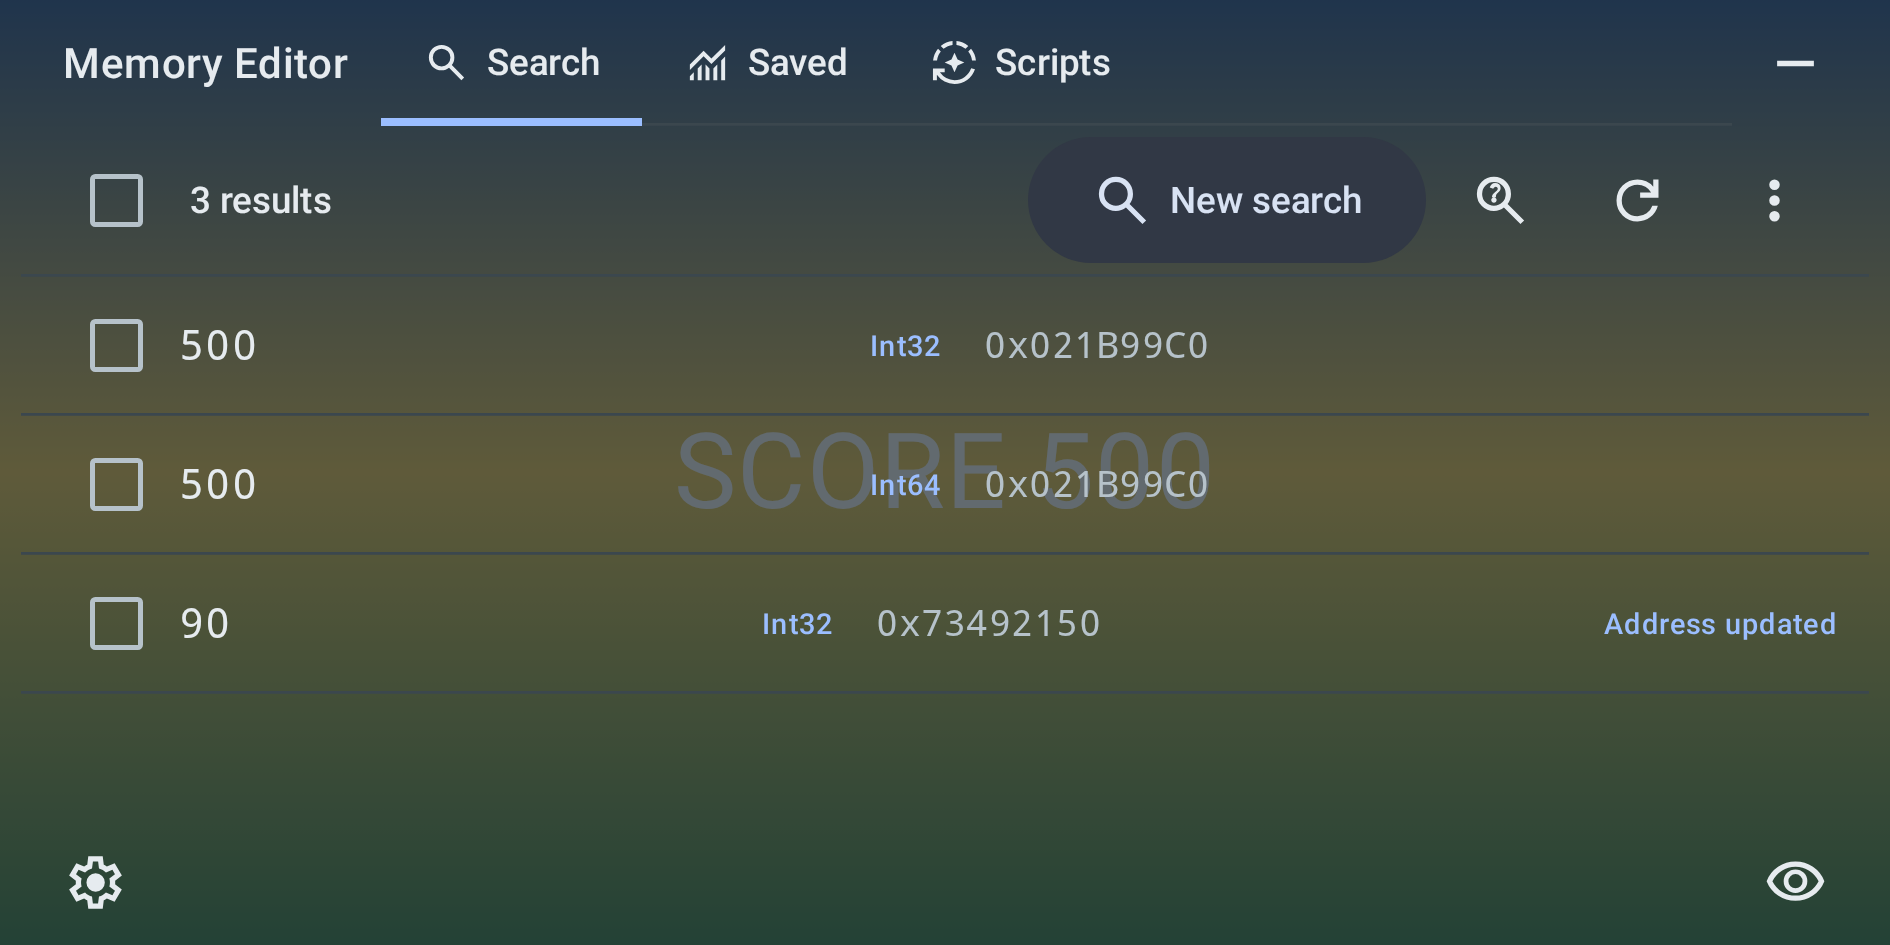 Memory Editor Search Saved Scripts
3 results New search
500 Int32 0x021B99C0
SCORE 500
500 Int64 0x021B99C0
90 Int32 0x73492150 Address updated